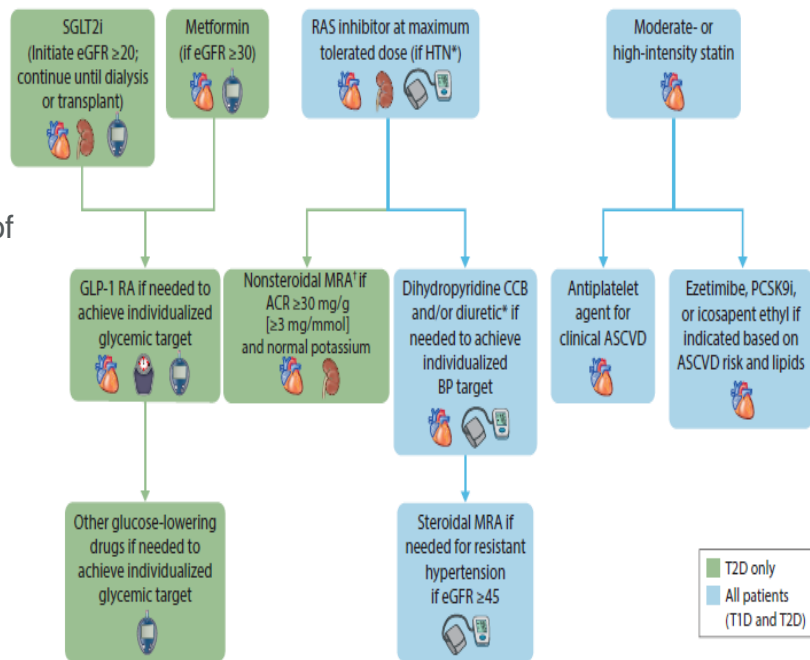 SGLT2i
(Initiate eGFR ≥20;
continue until dialysis
or transplant)
Metformin
(if eGFR ≥30)
RAS inhibitor at maximum
tolerated dose (if HTN*)
Moderate- or
high-intensity statin
of
GLP-1 RA if needed to
achieve individualized
glycemic target
Nonsteroidal MRA† if
ACR ≥30 mg/g
[≥3 mg/mmol]
and normal potassium
Dihydropyridine CCB
and/or diuretic* if
needed to achieve
individualized
BP target
Antiplatelet
agent for
clinical ASCVD
Ezetimibe, PCSK9i,
or icosapent ethyl if
indicated based on
ASCVD risk and lipids
Other glucose-lowering
drugs if needed to
achieve individualized
glycemic target
Steroidal MRA if
needed for resistant
hypertension
if eGFR ≥45
T2D only
All patients
(T1D and T2D)